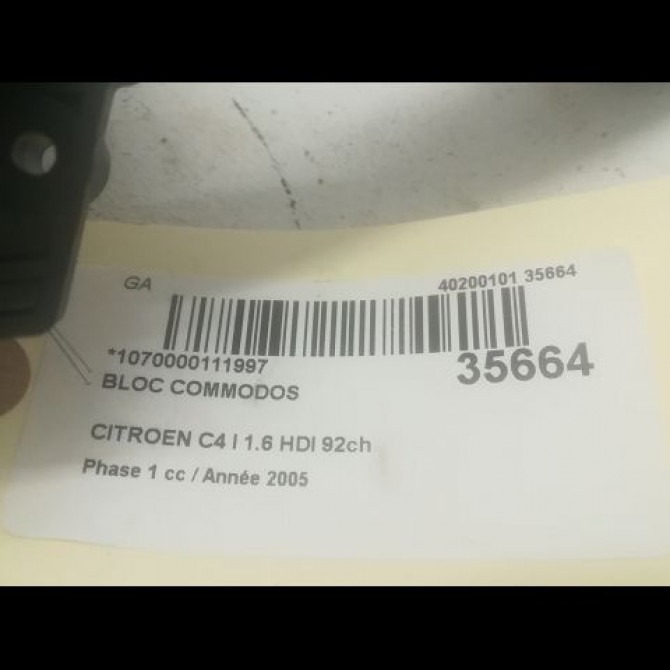 GA 40200101 35664
*1070000111997 35664
BLOC COMMODOS
CITROEN C4 I 1.6 HDI 92ch
Phase 1 cc / Année 2005